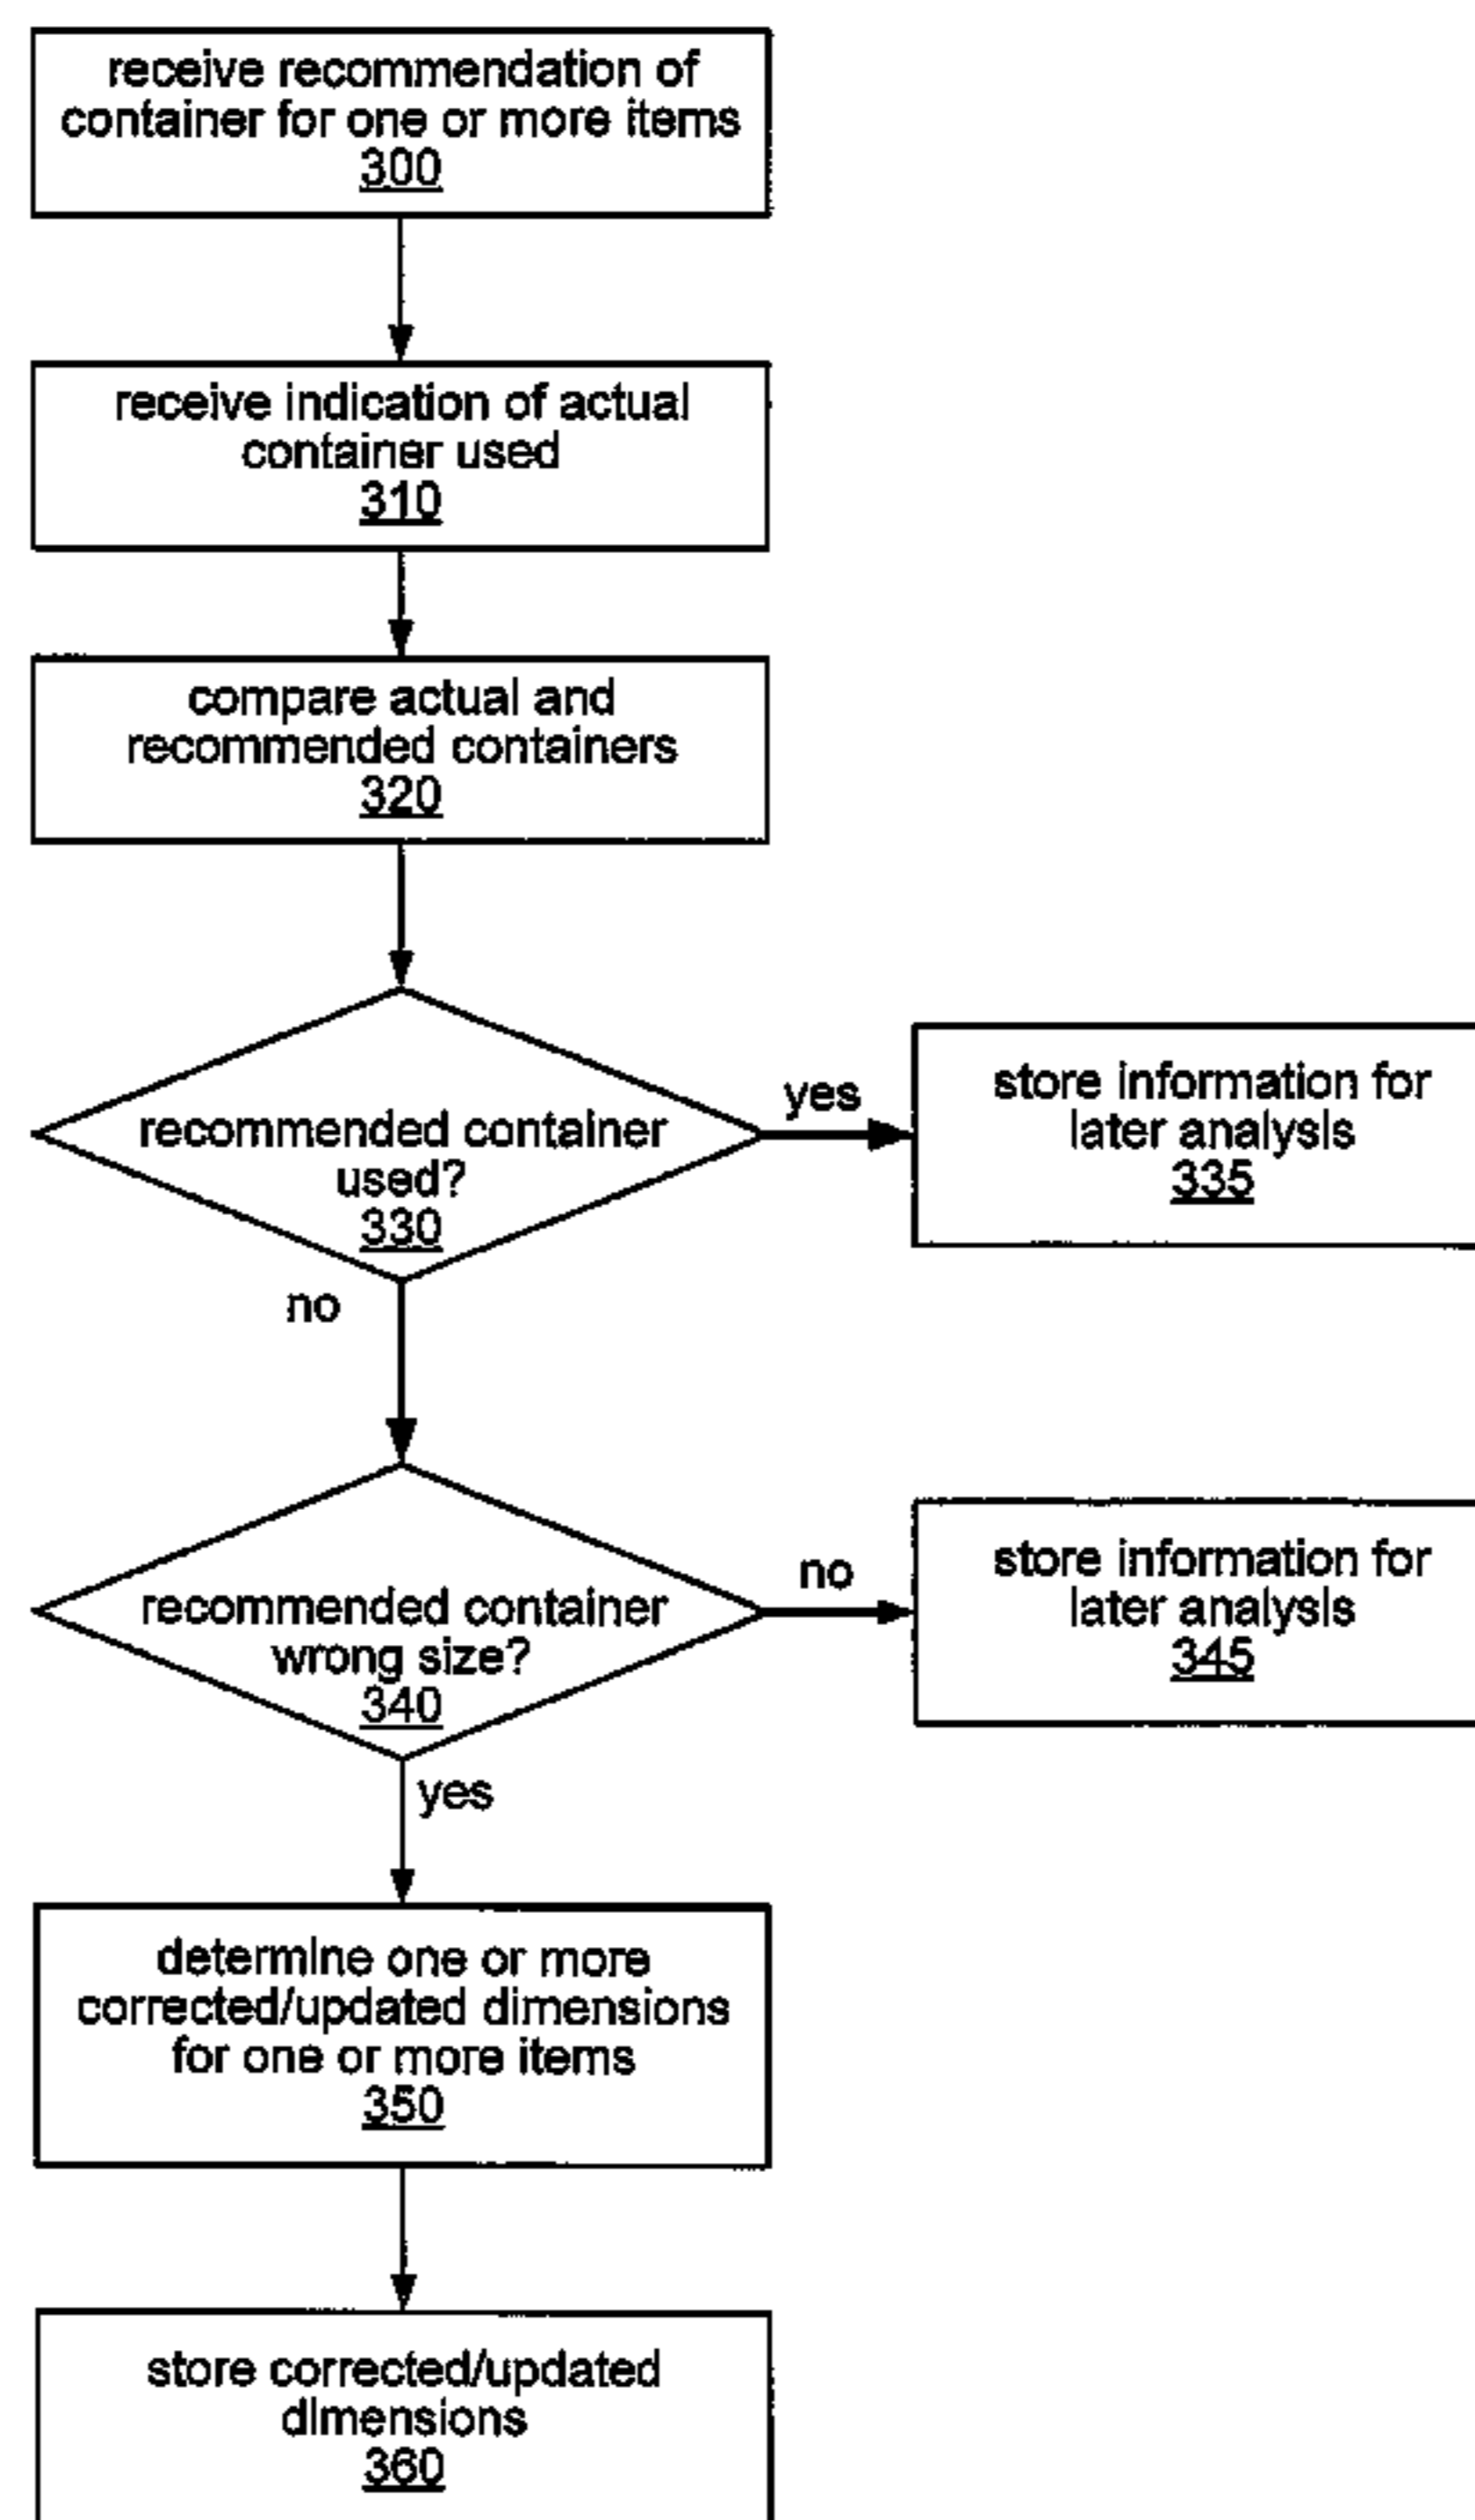 receive recommendation of
container for one or more items
300
receive indication of actual
container used
310
compare actual and
recommended containers
320
recommended container
used?
330
yes
store information for
later analysis
335
no
recommended container
wrong size?
340
no
store information for
later analysis
345
yes
determine one or more
corrected/updated dimensions
for one or more items
350
store corrected/updated
dimensions
360